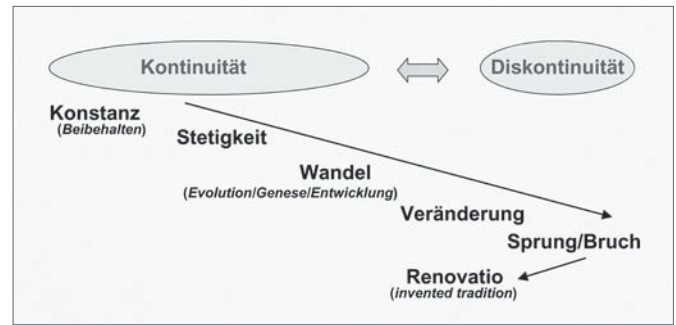 Kontinuität
Diskontinuität
Konstanz
(Beibehalten)
Stetigkeit
Wandel
(Evolution/Genese/Entwicklung)
Veränderung
Sprung/Bruch
Renovatio
(invented tradition)